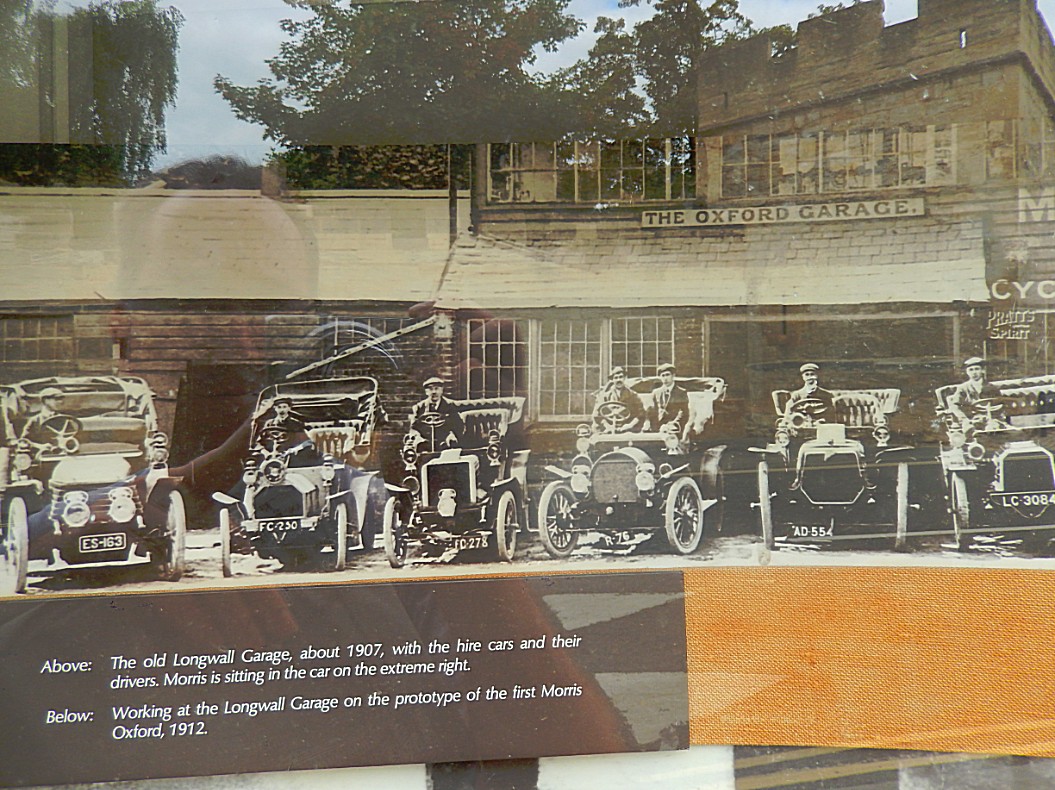 THE OXFORD GARAGE.
M
CYC
PRATTS
SPIRIT
ES-163
FC-230
FC-278
R-76
AD-554
LC-3084
Above: The old Longwall Garage, about 1907, with the hire cars and their
drivers. Morris is sitting in the car on the extreme right.
Below: Working at the Longwall Garage on the prototype of the first Morris
Oxford, 1912.